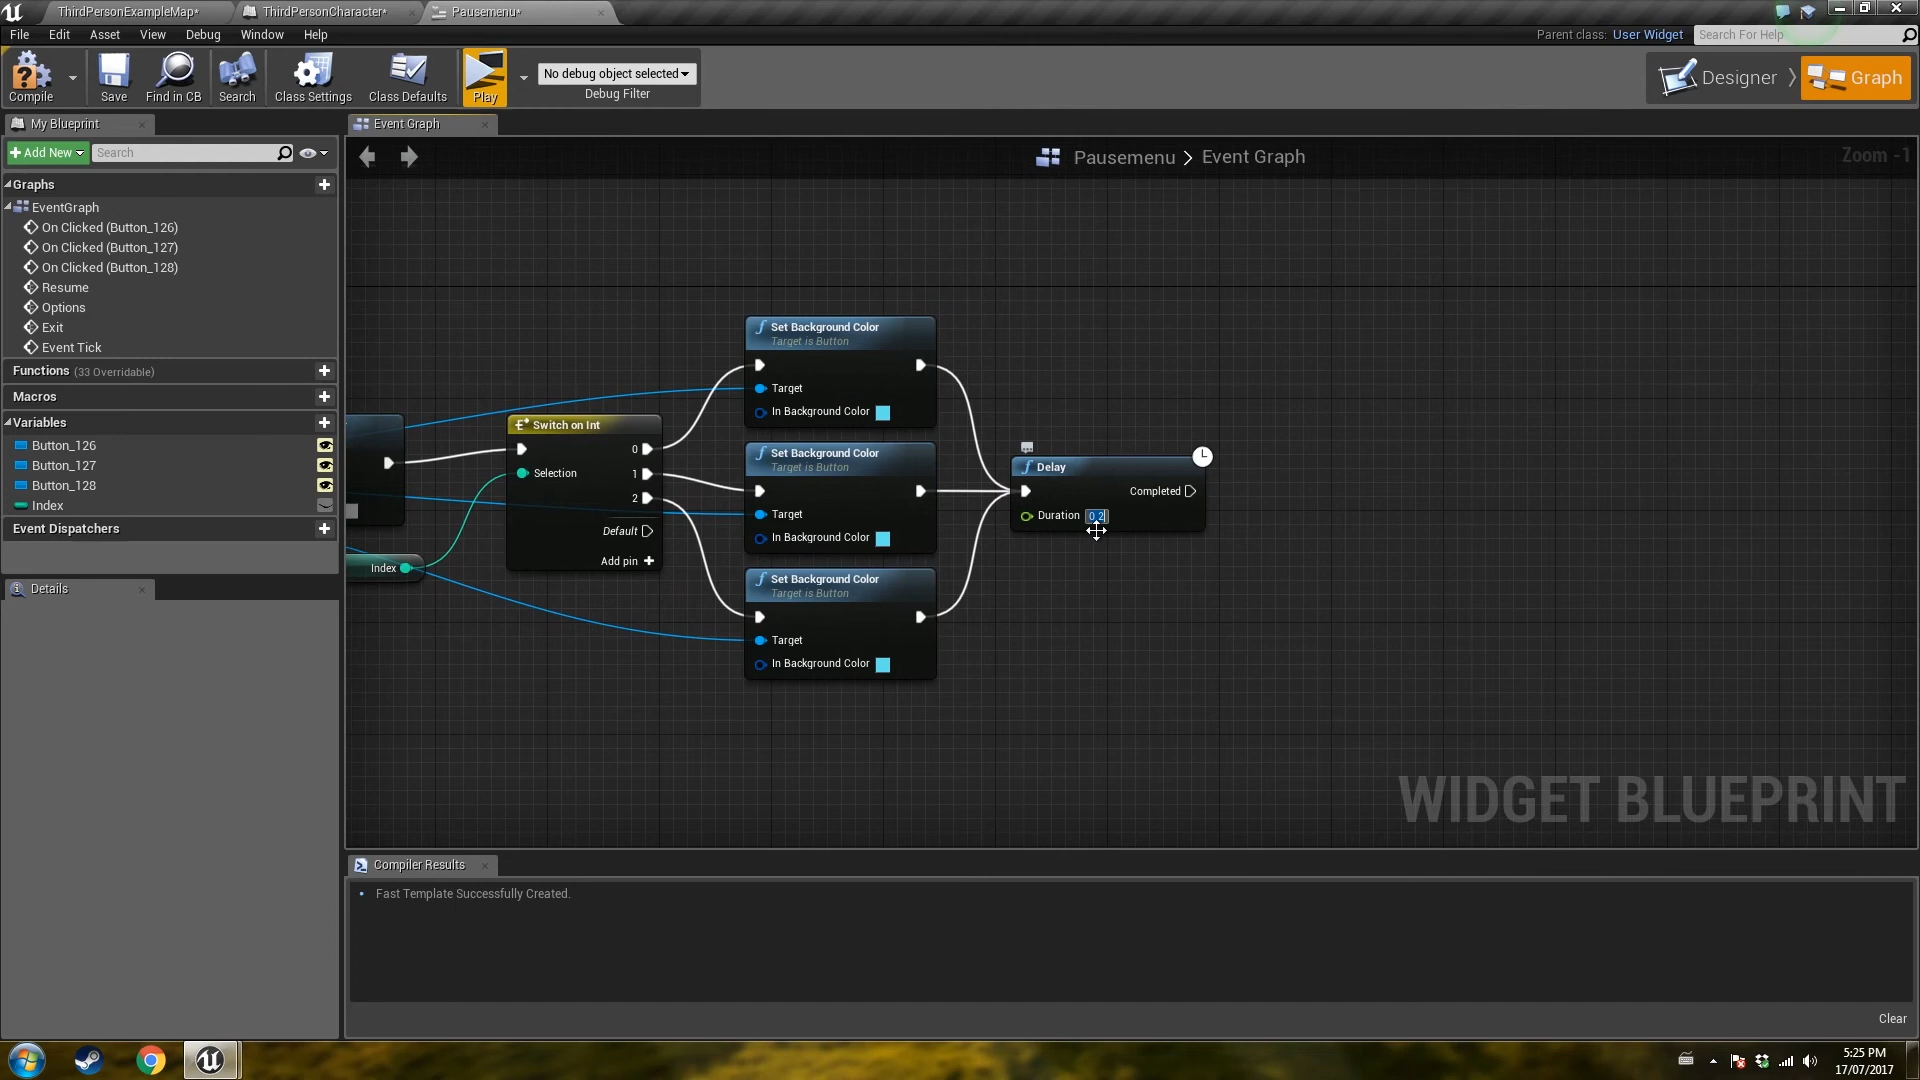 ThirdPersonExampleMap*
ThirdPersonCharacter*
Pausemenu*
File Edit Asset View Debug Window Help
Parent class: User Widget
Search For Help
Compile
Save
Find in CB
Search
Class Settings
Class Defaults
Play
No debug object selected
Debug Filter
Designer
Graph
My Blueprint
Event Graph
Add New
Search
Pausemenu > Event Graph
Zoom -1
Graphs
EventGraph
On Clicked (Button_126)
On Clicked (Button_127)
On Clicked (Button_128)
Resume
Options
Exit
Event Tick
Functions (33 Overridable)
Macros
Variables
Button_126
Button_127
Button_128
Index
Event Dispatchers
Details
Index
Switch on Int
0
Selection
1
2
Default
Add pin
Set Background Color
Target is Button
Target
In Background Color
Set Background Color
Target is Button
Target
In Background Color
Set Background Color
Target is Button
Target
In Background Color
Delay
Completed
Duration 0.2
WIDGET BLUEPRINT
Compiler Results
Fast Template Successfully Created.
Clear
5:25 PM
17/07/2017